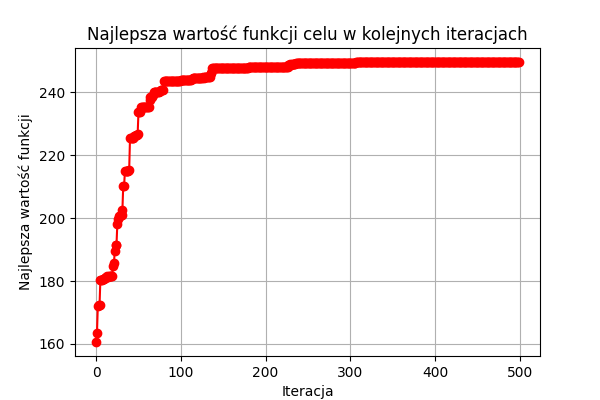 Najlepsza wartość funkcji celu w kolejnych iteracjach
Najlepsza wartość funkcji
240
220
200
180
160
0 100 200 300 400 500
Iteracja